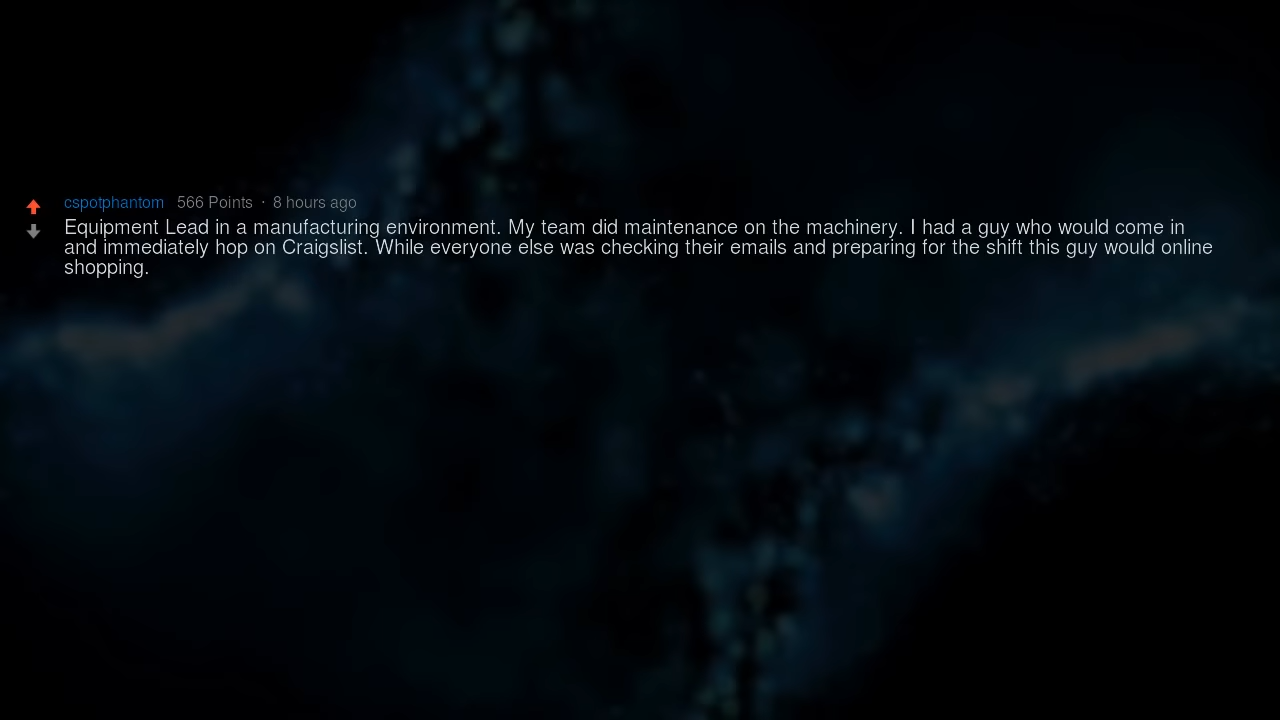 cspotphantom 566 Points · 8 hours ago
Equipment Lead in a manufacturing environment. My team did maintenance on the machinery. I had a guy who would come in
and immediately hop on Craigslist. While everyone else was checking their emails and preparing for the shift this guy would online
shopping.